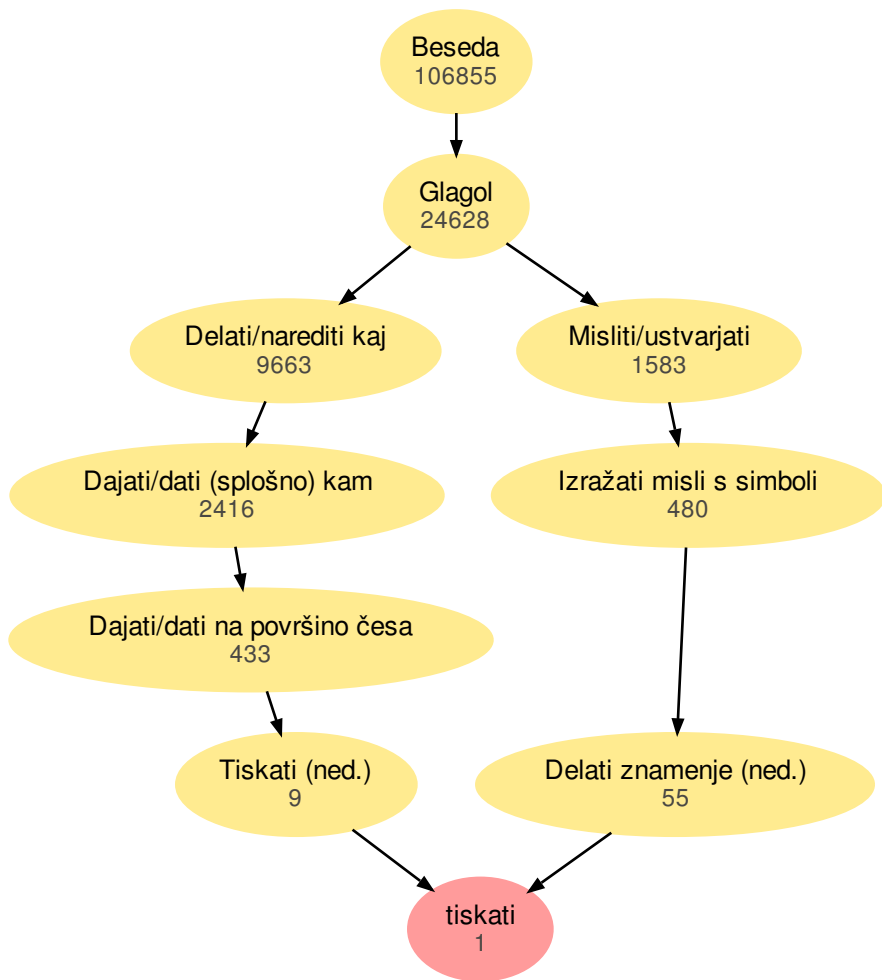 Beseda
106855
Glagol
24628
Delati/narediti kaj
9663
Misliti/ustvarjati
1583
Dajati/dati (splošno) kam
2416
Izražati misli s simboli
480
Dajati/dati na površino česa
433
Tiskati (ned.)
9
Delati znamenje (ned.)
55
tiskati
1